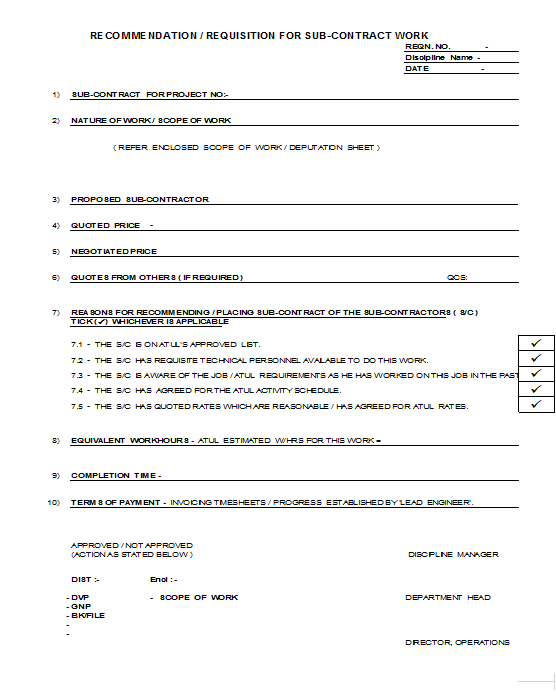 RECOMMENDATION / REQUISITION FOR SUB-CONTRACT WORK
REQN. NO. -
Discipline Name -
DATE -
1) SUB-CONTRACT FOR PROJECT NO:-
2) NATURE OF WORK / SCOPE OF WORK
( REFER ENCLOSED SCOPE OF WORK / DEPUTATION SHEET )
3) PROPOSED SUB-CONTRACTOR
4) QUOTED PRICE -
5) NEGOTIATED PRICE
6) QUOTES FROM OTHERS ( IF REQUIRED ) QCS:
7) REASONS FOR RECOMMENDING / PLACING SUB-CONTRACT OF THE SUB-CONTRACTORS ( S/C )
TICK ( ✓ ) WHICHEVER IS APPLICABLE
7.1 - THE S/C IS ON ATUL'S APPROVED LIST. ✓
7.2 - THE S/C HAS REQUISITE TECHNICAL PERSONNEL AVAILABLE TO DO THIS WORK. ✓
7.3 - THE S/C IS AWARE OF THE JOB / ATUL REQUIREMENTS AS HE HAS WORKED ON THIS JOB IN THE PAST ✓
7.4 - THE S/C HAS AGREED FOR THE ATUL ACTIVITY SCHEDULE. ✓
7.5 - THE S/C HAS QUOTED RATES WHICH ARE REASONABLE / HAS AGREED FOR ATUL RATES. ✓
8) EQUIVALENT WORKHOURS - ATUL ESTIMATED W/HRS FOR THIS WORK =
9) COMPLETION TIME -
10) TERMS OF PAYMENT - INVOICING TIMESHEETS / PROGRESS ESTABLISHED BY 'LEAD ENGINEER'.
APPROVED / NOT APPROVED
(ACTION AS STATED BELOW ) DISCIPLINE MANAGER
DIST :- Encl : -
- DVP - SCOPE OF WORK DEPARTMENT HEAD
- GNP
- BK/FILE
-
-
DIRECTOR, OPERATIONS